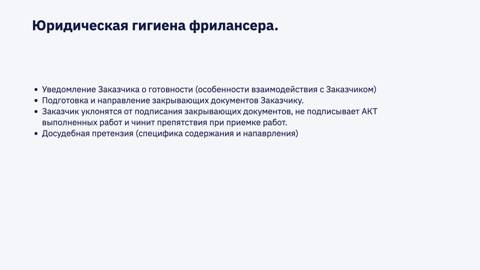 Юридическая гигиена фрилансера.
• Уведомление Заказчика о готовности (особенности взаимодействия с Заказчиком)
• Подготовка и направление закрывающих документов Заказчику.
• Заказчик уклонятся от подписания закрывающих документов, не подписывает АКТ
выполненных работ и чинит препятствия при приемке работ.
• Досудебная претензия (специфика содержания и напаврления)